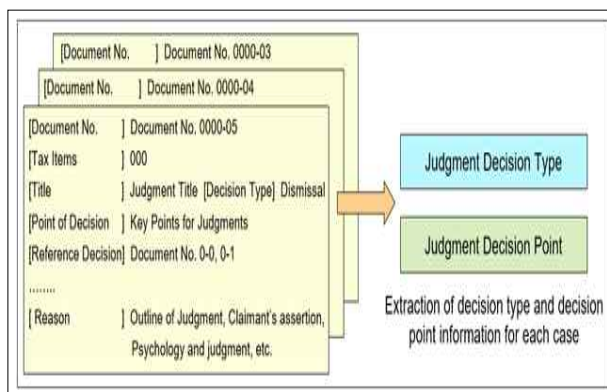 [Document No. ] Document No. 0000-03
[Document No. ] Document No. 0000-04
[Document No. ] Document No. 0000-05
[Tax Items ] 000
[Title ] Judgment Title [Decision Type] Dismissal
[Point of Decision ] Key Points for Judgments
[Reference Decision] Document No. 0-0, 0-1
........
[ Reason ] Outline of Judgment, Claimant's assertion,
Psychology and judgment, etc.
Judgment Decision Type
Judgment Decision Point
Extraction of decision type and decision
point information for each case